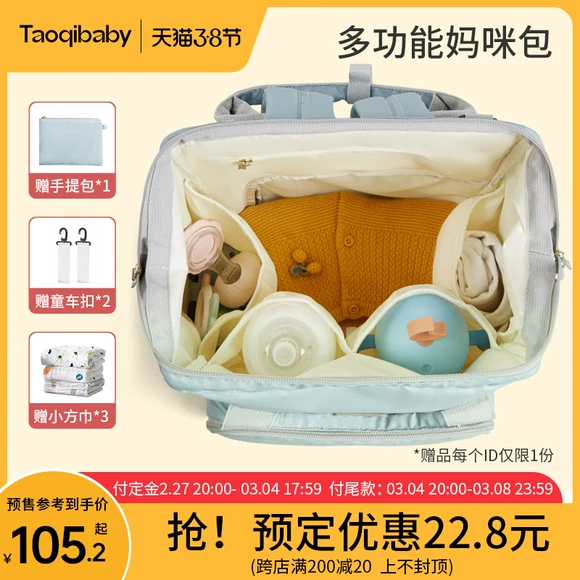 Taoqibaby 天猫3·8节
多功能妈咪包
赠手提包*1
赠童车扣*2
赠小方巾*3
*赠品每个ID仅限1份
付定金2.27 20:00- 03.04 17:59 付尾款：03.04 20:00-03.08 23:59
预售参考到手价
¥105.2起
抢！预定优惠22.8元
(跨店满200减20 上不封顶)